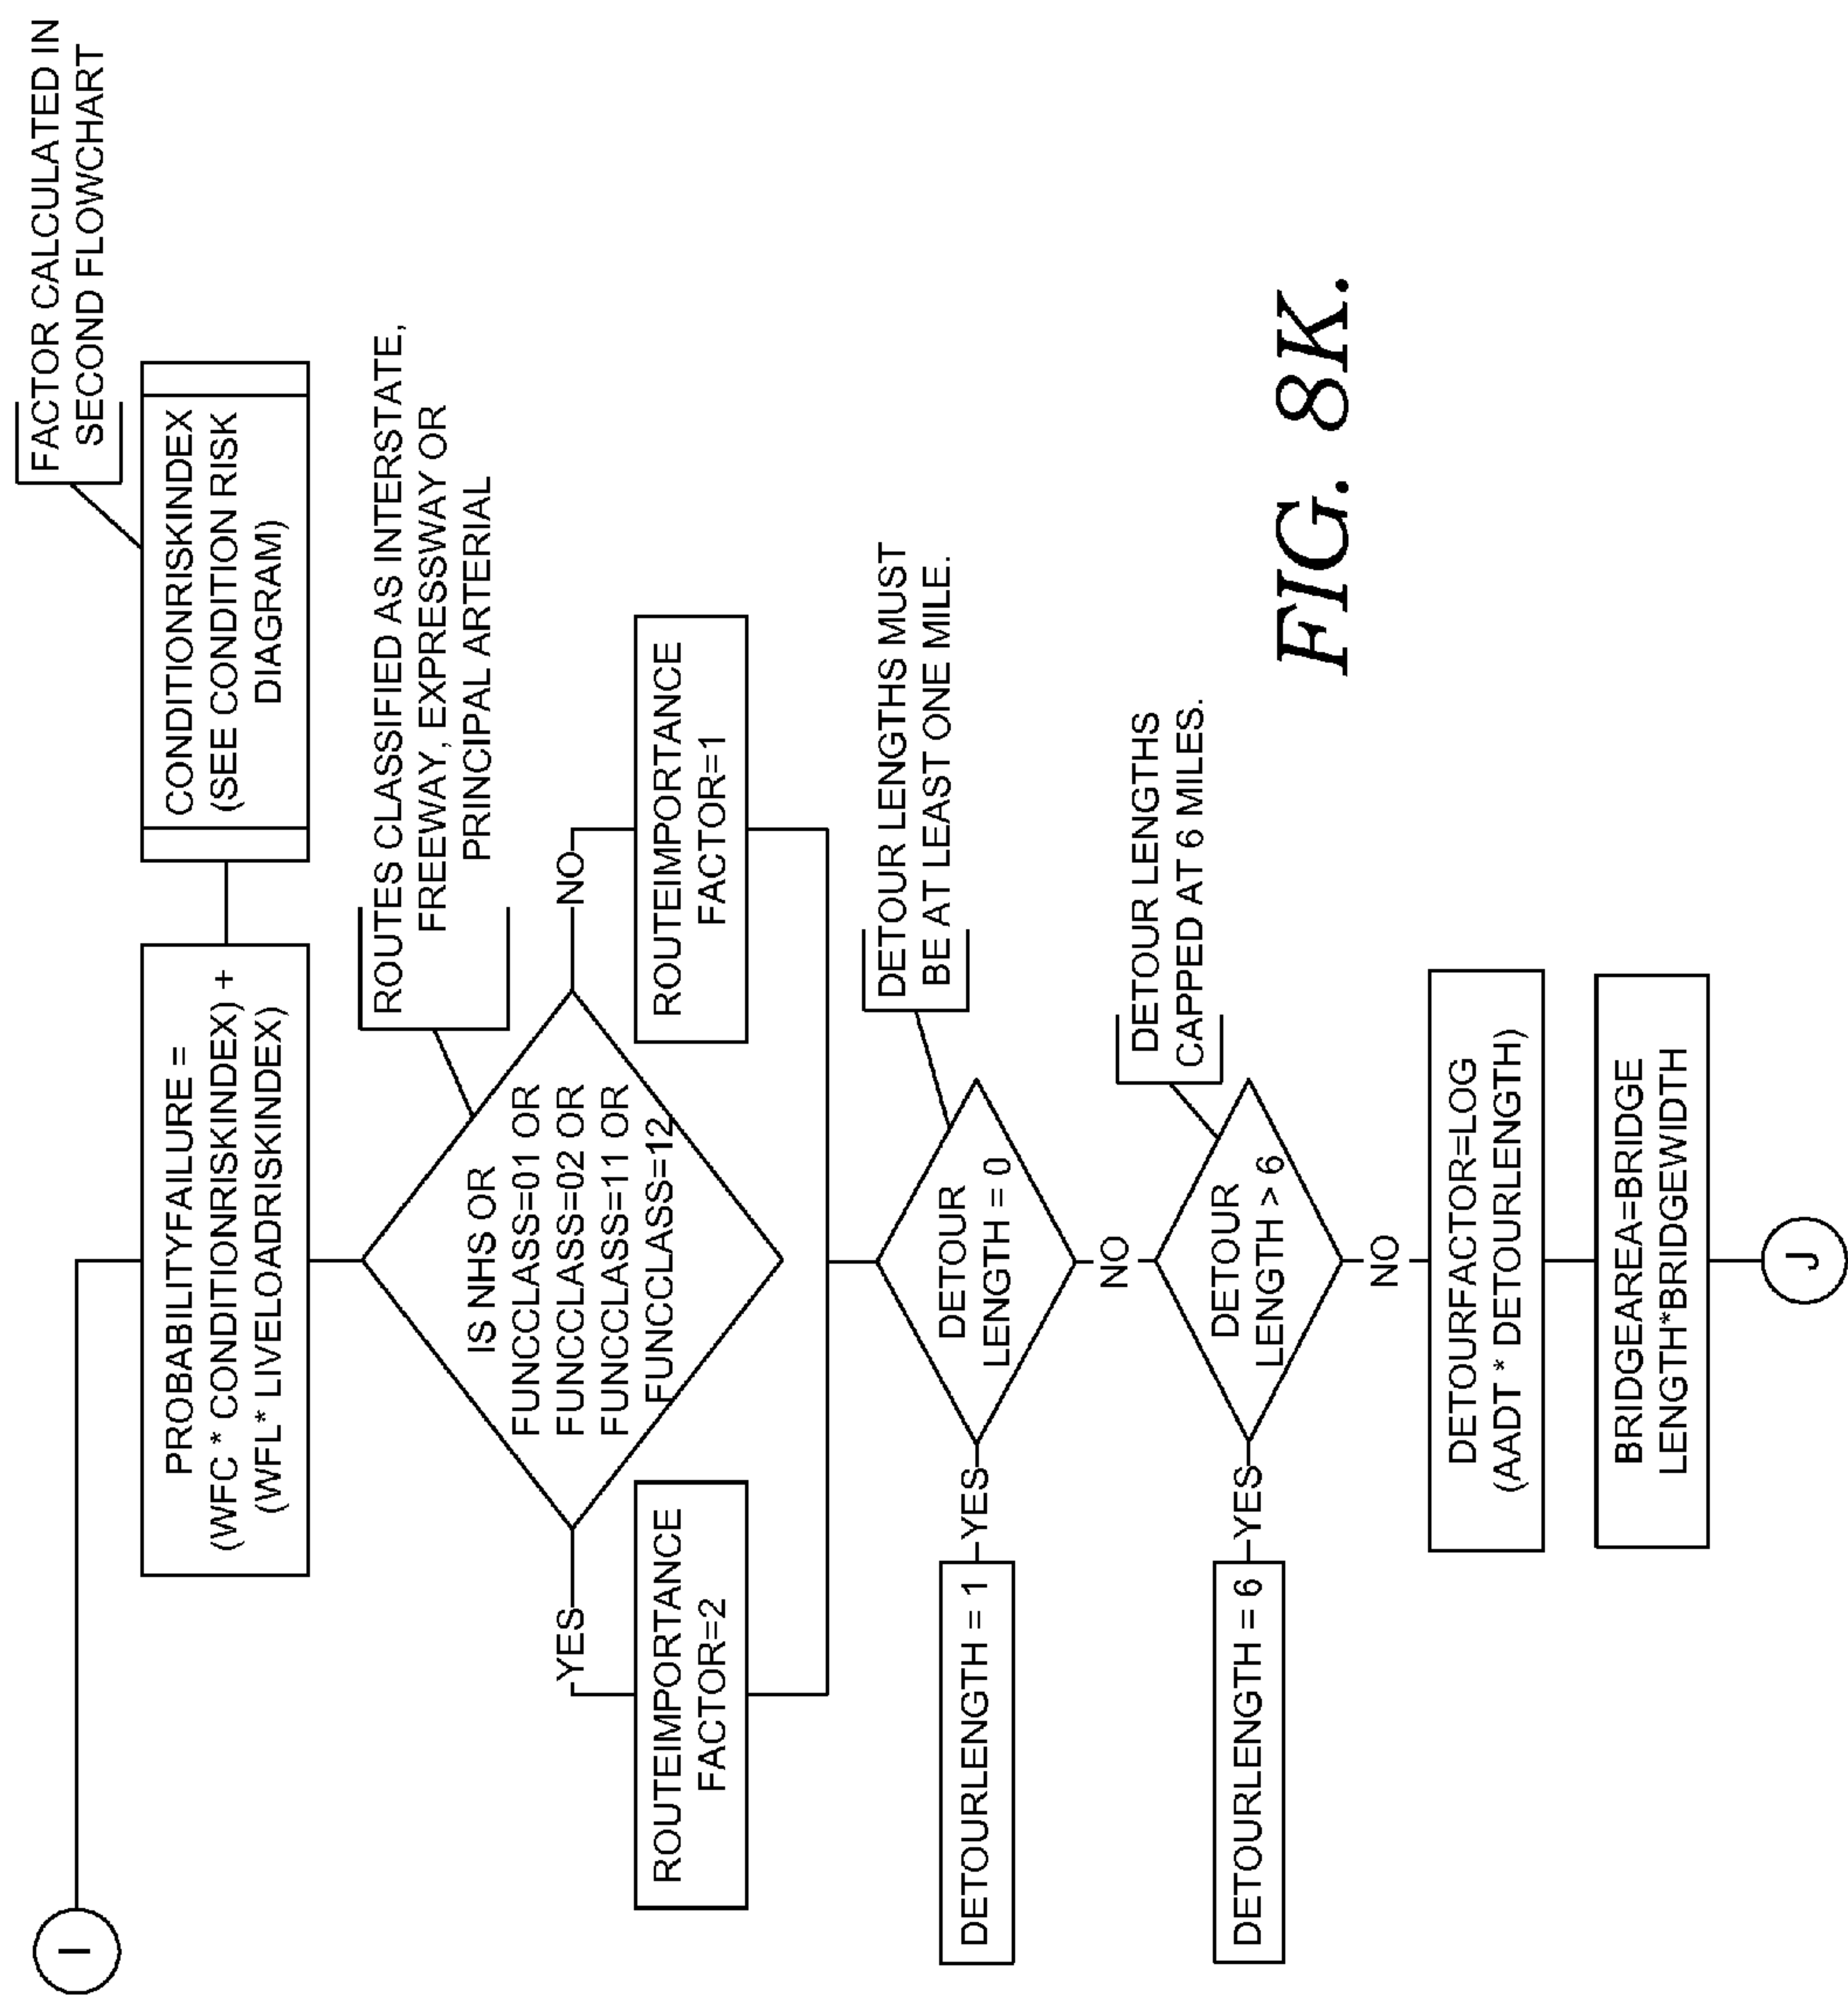 I
FACTOR CALCULATED IN
SECOND FLOWCHART
PROBABILITYFAILURE =
(WFC * CONDITIONRISKINDEX) +
(WFL* LIVELOADRISKINDEX)
CONDITIONRISKINDEX
(SEE CONDITION RISK
DIAGRAM)
ROUTES CLASSIFIED AS INTERSTATE,
FREEWAY, EXPRESSWAY OR
PRINCIPAL ARTERIAL
IS NHS OR
FUNCCLASS=01 OR
FUNCCLASS=02 OR
FUNCCLASS=11 OR
FUNCCLASS=12
YES
NO
ROUTEIMPORTANCE
FACTOR=2
ROUTEIMPORTANCE
FACTOR=1
DETOUR LENGTHS MUST
BE AT LEAST ONE MILE.
DETOUR
LENGTH = 0
YES
DETOURLENGTH = 1
NO
DETOUR LENGTHS
CAPPED AT 6 MILES.
DETOUR
LENGTH > 6
YES
DETOURLENGTH = 6
NO
DETOURFACTOR=LOG
(AADT * DETOURLENGTH)
BRIDGEAREA=BRIDGE
LENGTH*BRIDGEWIDTH
J
FIG. 8K.